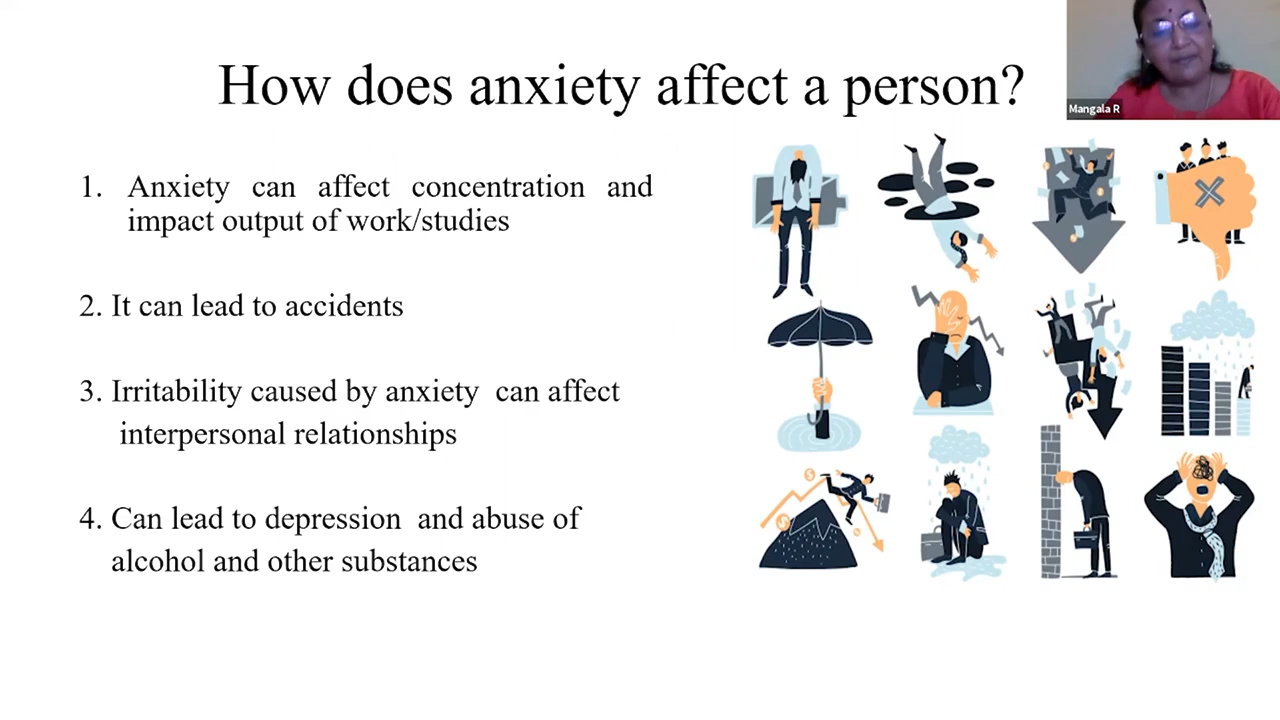 How does anxiety affect a person?
Mangala R
1. Anxiety can affect concentration and
impact output of work/studies
2. It can lead to accidents
3. Irritability caused by anxiety can affect
interpersonal relationships
4. Can lead to depression and abuse of
alcohol and other substances